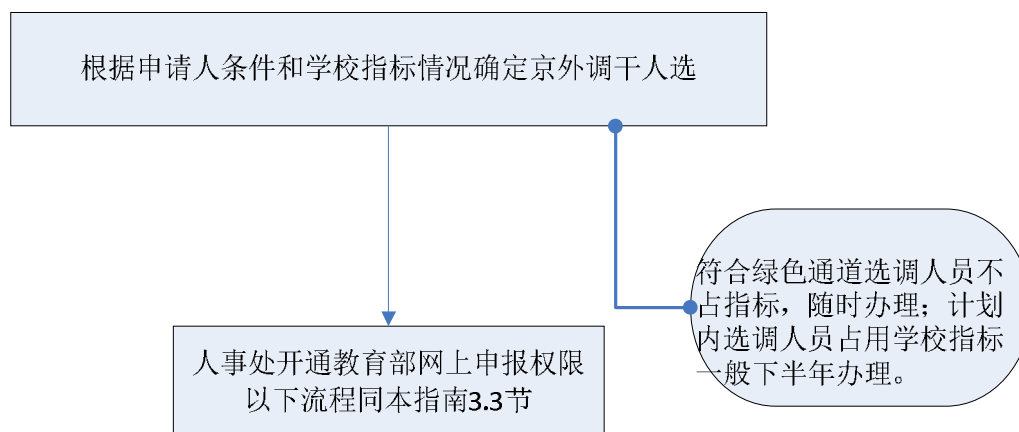 根据申请人条件和学校指标情况确定京外调干人选
符合绿色通道选调人员不
占指标，随时办理；计划
内选调人员占用学校指标
一般下半年办理。
人事处开通教育部网上申报权限
以下流程同本指南3.3节